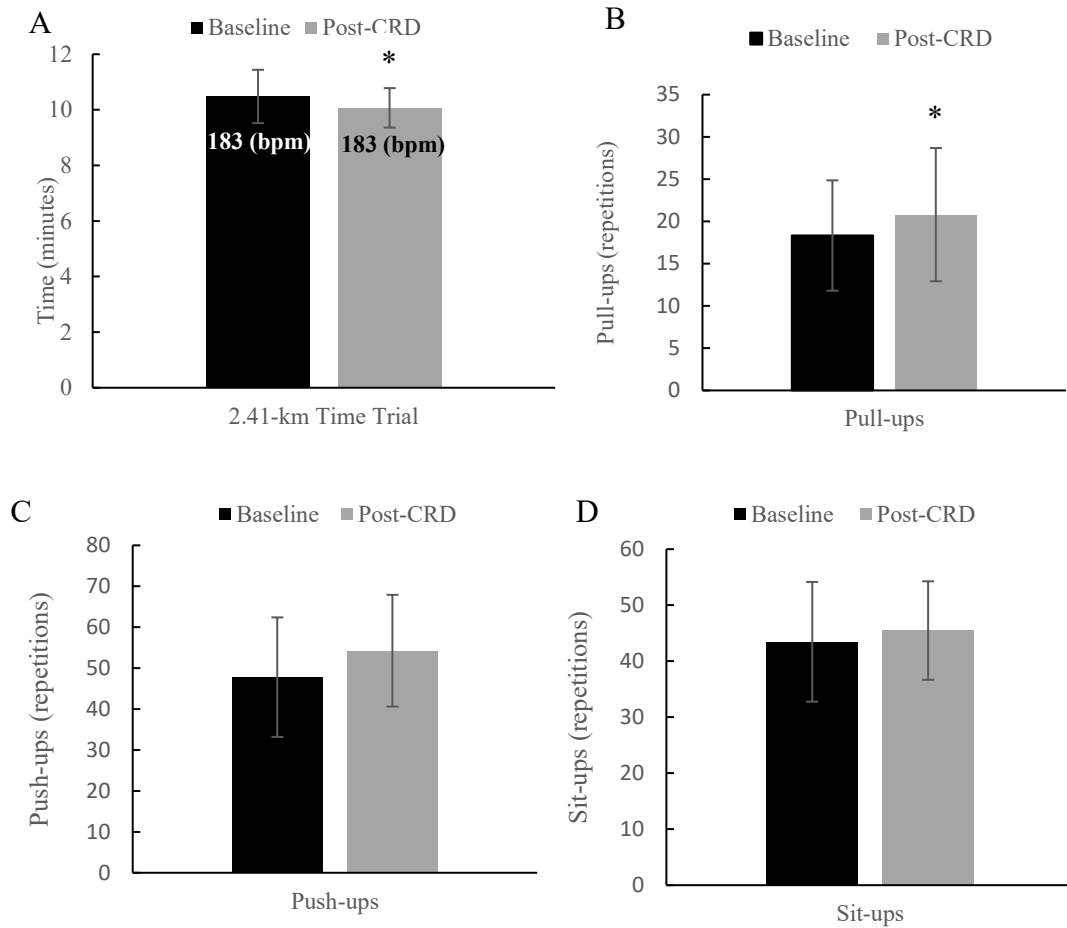 A
Baseline Post-CRD
Time (minutes)
12
10
8
6
4
2
0
*
183 (bpm)
183 (bpm)
2.41-km Time Trial
B
Baseline Post-CRD
Pull-ups (repetitions)
35
30
25
20
15
10
5
0
*
Pull-ups
C
Baseline Post-CRD
Push-ups (repetitions)
80
70
60
50
40
30
20
10
0
Push-ups
D
Baseline Post-CRD
Sit-ups (repetitions)
60
50
40
30
20
10
0
Sit-ups